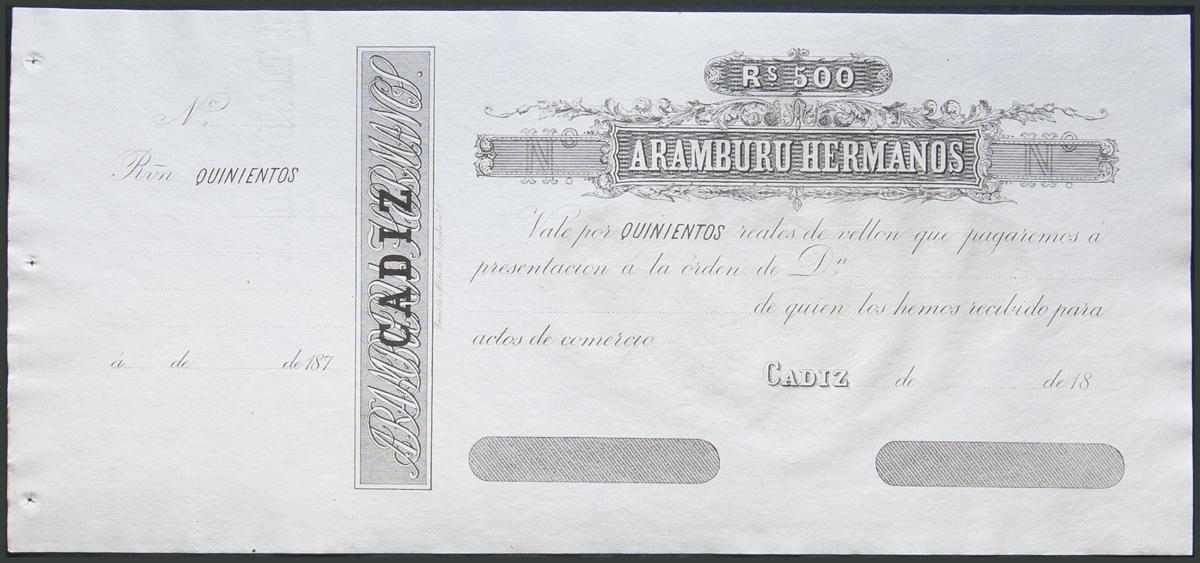 Nº
Rvn QUINIENTOS
á de de 187
ARAMBURU HERMANOS.
CADIZ
Rs 500
Nº. ARAMBURU HERMANOS Nº.
Vale por QUINIENTOS reales de vellon que pagaremos á
presentacion á la órden de Dn.
de quien los hemos recibido para
actos de comercio
CADIZ de de 18